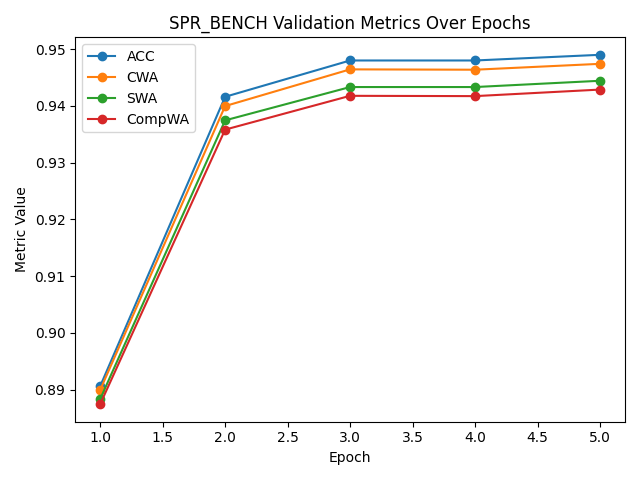 SPR_BENCH Validation Metrics Over Epochs
ACC
CWA
SWA
CompWA
Metric Value
0.95
0.94
0.93
0.92
0.91
0.90
0.89
1.0 1.5 2.0 2.5 3.0 3.5 4.0 4.5 5.0
Epoch